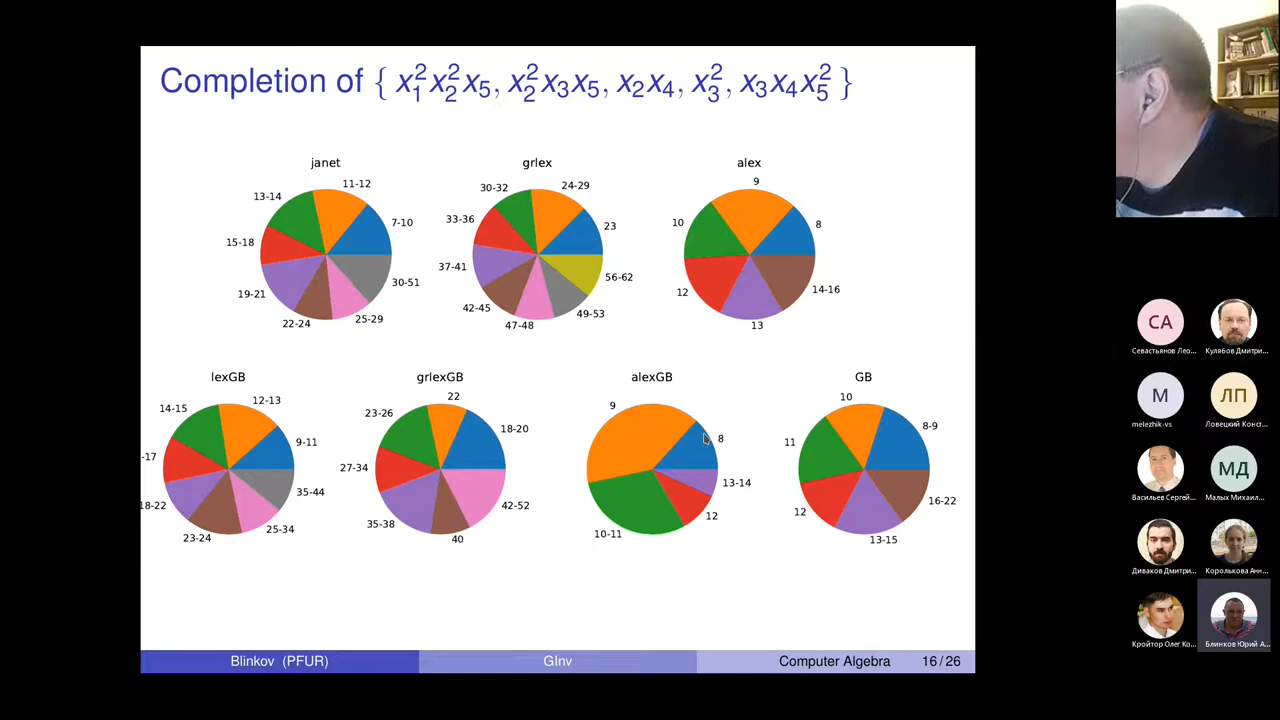 Completion of { x₁²x₂²x₅, x₂²x₃x₅, x₂x₄, x₃², x₃x₄x₅² }
janet
7-10
11-12
13-14
15-18
19-21
22-24
25-29
30-51
grlex
23
24-29
30-32
33-36
37-41
42-45
47-48
49-53
56-62
alex
8
9
10
12
13
14-16
lexGB
9-11
12-13
14-15
-17
18-22
23-24
25-34
35-44
grlexGB
18-20
22
23-26
27-34
35-38
40
42-52
alexGB
8
9
10-11
12
13-14
GB
8-9
10
11
12
13-15
16-22
Blinkov (PFUR)
GInv
Computer Algebra
16 / 26
СА
Севастьянов Лео...
Кулябов Дмитри...
M
melezhik-vs
ЛП
Ловецкий Конст...
Васильев Сергей...
МД
Малых Михаил...
Диваков Дмитри...
Королькова Анн...
Кройтор Олег Ко...
Блинков Юрий А...